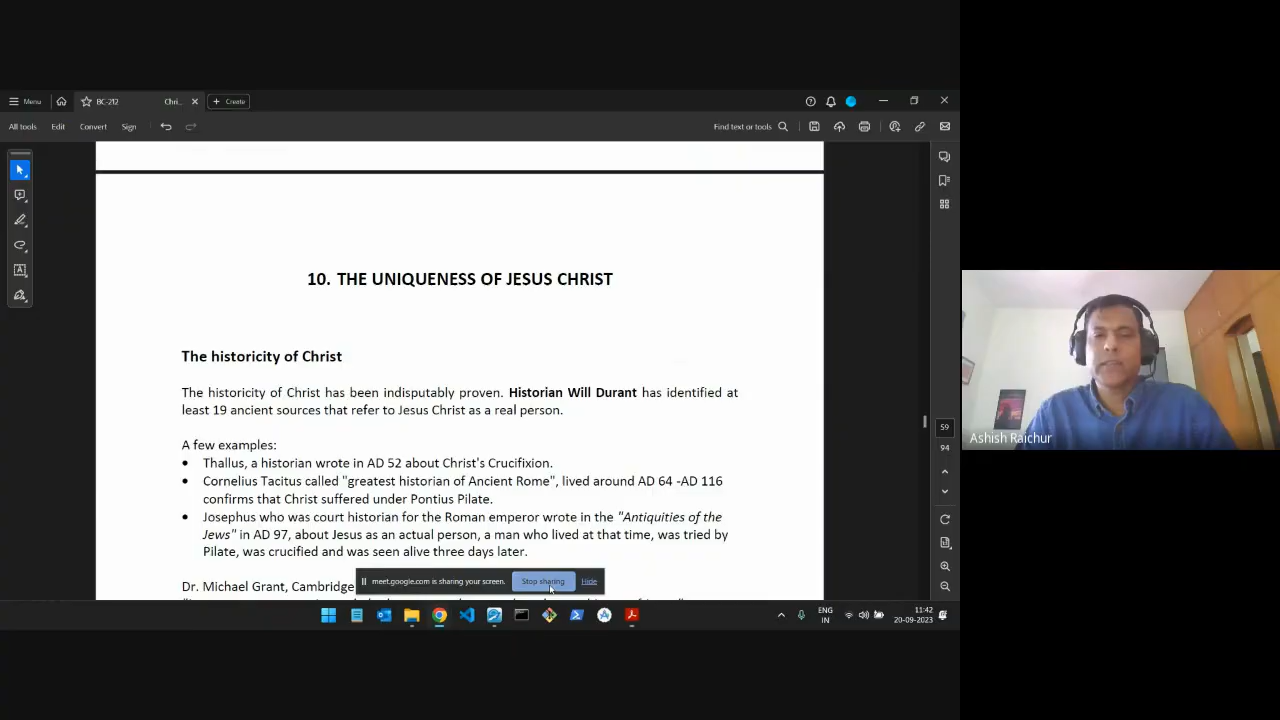 Menu
BC-212
Chri...
Create
All tools
Edit
Convert
Sign
Find text or tools
10. THE UNIQUENESS OF JESUS CHRIST
The historicity of Christ
The historicity of Christ has been indisputably proven. Historian Will Durant has identified at
least 19 ancient sources that refer to Jesus Christ as a real person.
A few examples:
• Thallus, a historian wrote in AD 52 about Christ's Crucifixion.
• Cornelius Tacitus called "greatest historian of Ancient Rome", lived around AD 64 -AD 116
confirms that Christ suffered under Pontius Pilate.
• Josephus who was court historian for the Roman emperor wrote in the "Antiquities of the
Jews" in AD 97, about Jesus as an actual person, a man who lived at that time, was tried by
Pilate, was crucified and was seen alive three days later.
Dr. Michael Grant, Cambridge
meet.google.com is sharing your screen.
Stop sharing
Hide
59
94
ENG
IN
11:42
20-09-2023
Ashish Raichur